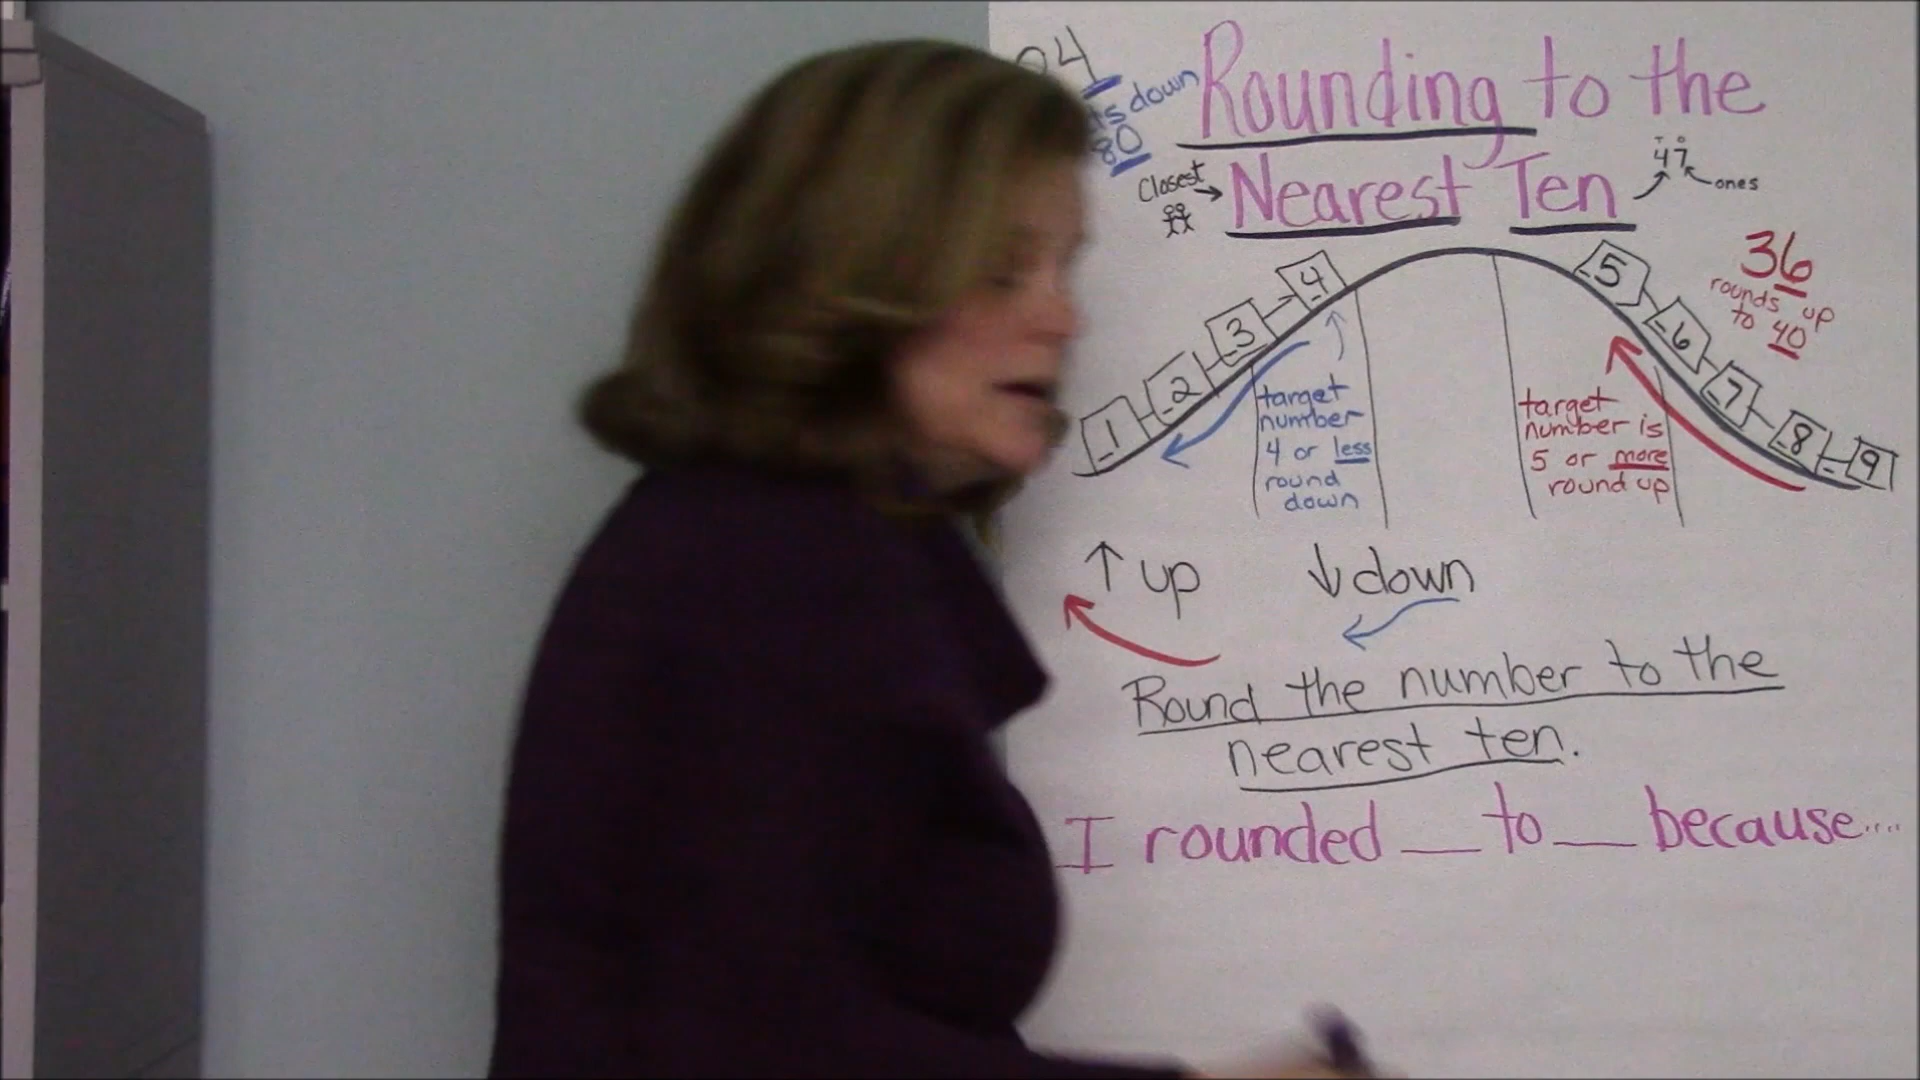 Rounding to the
Nearest Ten
Closest
down
80
47
ones
1
2
3
4
5
6
7
8
9
36
rounds up
to 40
target
number
4 or less
round
down
target
number is
5 or more
round up
↑ up
↓ down
Round the number to the
nearest ten.
I rounded __ to __ because....